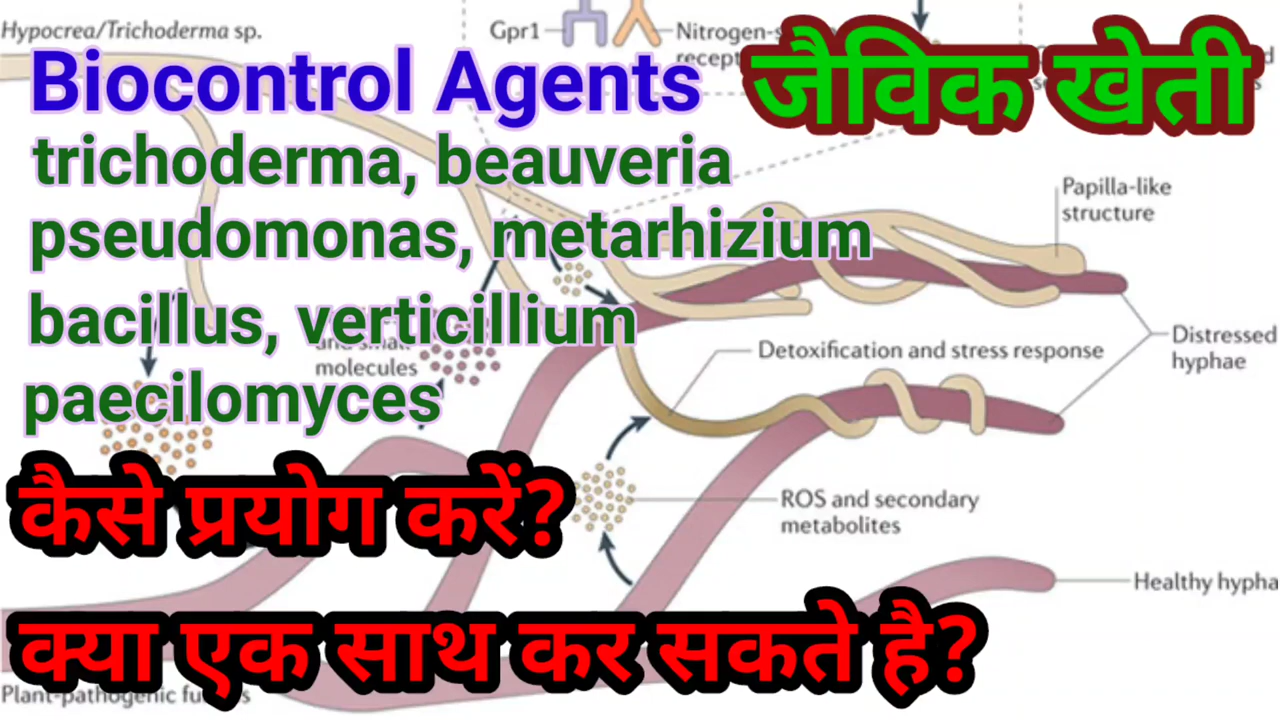 Hypocrea/Trichoderma sp.
Gpr1
Nitrogen-s
recept
जैविक खेती
Biocontrol Agents
trichoderma, beauveria
pseudomonas, metarhizium
bacillus, verticillium
paecilomyces
and small
molecules
Papilla-like
structure
Distressed
hyphae
Detoxification and stress response
कैसे प्रयोग करें?
ROS and secondary
metabolites
Healthy hypha
क्या एक साथ कर सकते है?
Plant-pathogenic fu